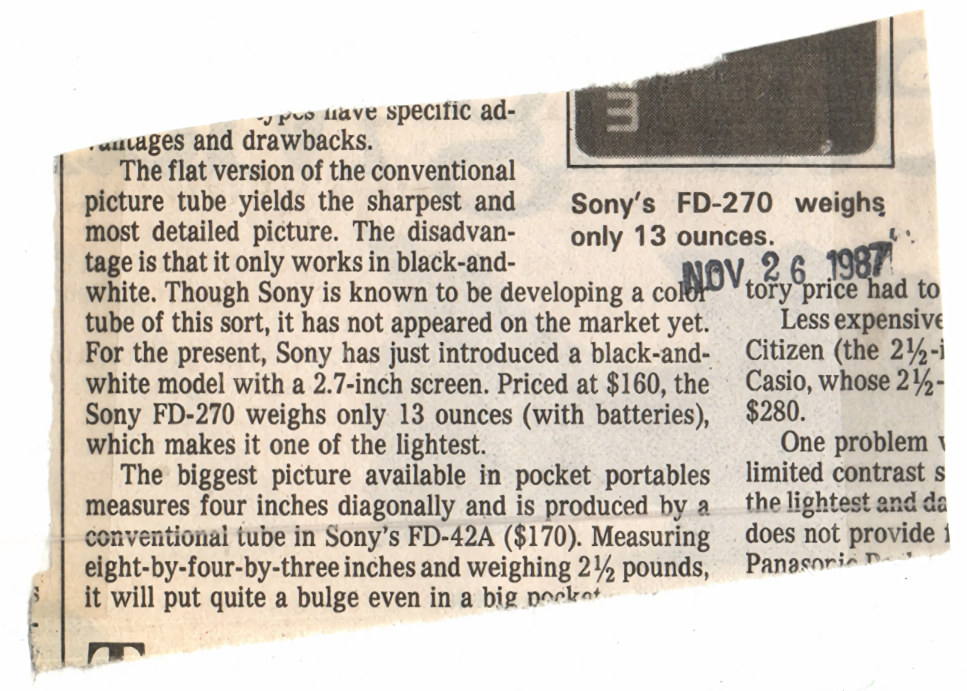 types have specific ad-
vantages and drawbacks.
The flat version of the conventional
picture tube yields the sharpest and
most detailed picture. The disadvan-
tage is that it only works in black-and-
white. Though Sony is known to be developing a color
tube of this sort, it has not appeared on the market yet.
For the present, Sony has just introduced a black-and-
white model with a 2.7-inch screen. Priced at $160, the
Sony FD-270 weighs only 13 ounces (with batteries),
which makes it one of the lightest.
The biggest picture available in pocket portables
measures four inches diagonally and is produced by a
conventional tube in Sony's FD-42A ($170). Measuring
eight-by-four-by-three inches and weighing 2½ pounds,
it will put quite a bulge even in a big pocket.
T
Sony's FD-270 weighs
only 13 ounces.
NOV 26 1987
tory price had to
Less expensive
Citizen (the 2½-i
Casio, whose 2½-
$280.
One problem
limited contrast s
the lightest and da
does not provide
Panasonic